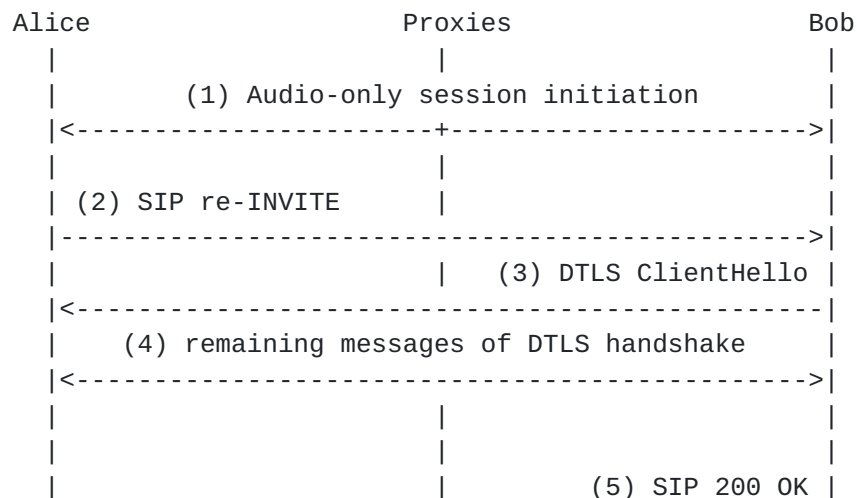 Alice                    Proxies                      Bob
  |                         |                         |
  |        (1) Audio-only session initiation          |
  |<-----------------------+----------------------->|
  |                         |                         |
  | (2) SIP re-INVITE       |                         |
  |------------------------------------------------>|
  |                         |   (3) DTLS ClientHello |
  |<------------------------------------------------|
  |    (4) remaining messages of DTLS handshake       |
  |<----------------------------------------------->|
  |                         |                         |
  |                         |                         |
  |                         |         (5) SIP 200 OK |